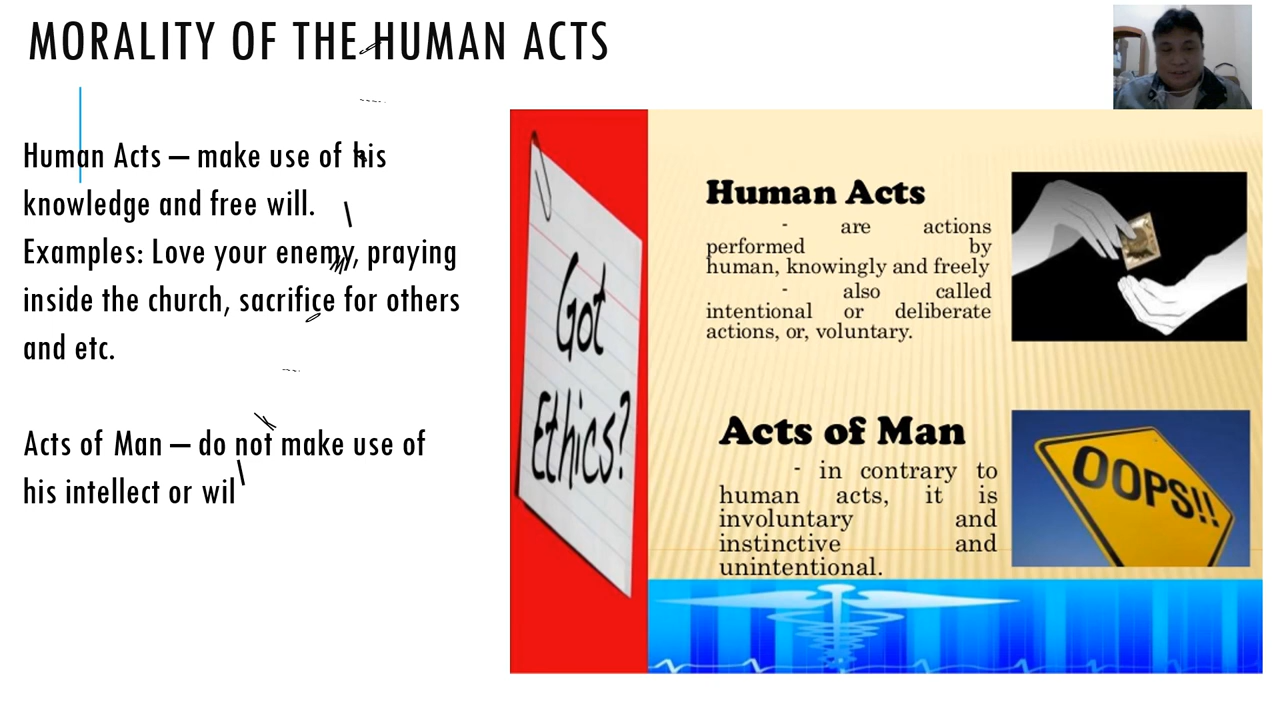 MORALITY OF THE HUMAN ACTS
Human Acts – make use of his
knowledge and free will.
Examples: Love your enemy, praying
inside the church, sacrifice for others
and etc.
Acts of Man – do not make use of
his intellect or wil
Got
Ethics?
Human Acts
- are actions
performed by
human, knowingly and freely
- also called
intentional or deliberate
actions, or, voluntary.
Acts of Man
- in contrary to
human acts, it is
involuntary and
instinctive and
unintentional.
OOPS!!